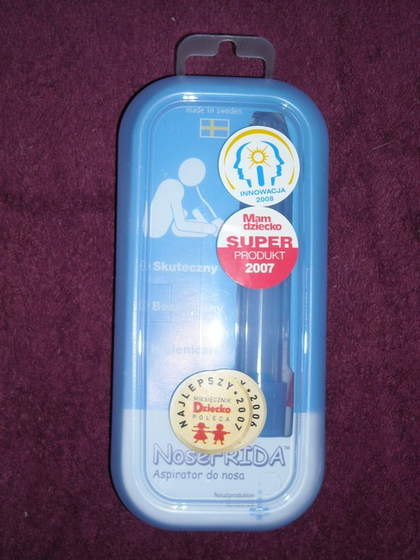 made in Sweden
INNOWACJA
2008
Mam
dziecko
SUPER
PRODUKT
2007
Skuteczny
NAJLEPSZY · 2007
2006
MIESIĘCZNIK
Dziecko
POLECA
NoseFRIDA™
Aspirator do nosa